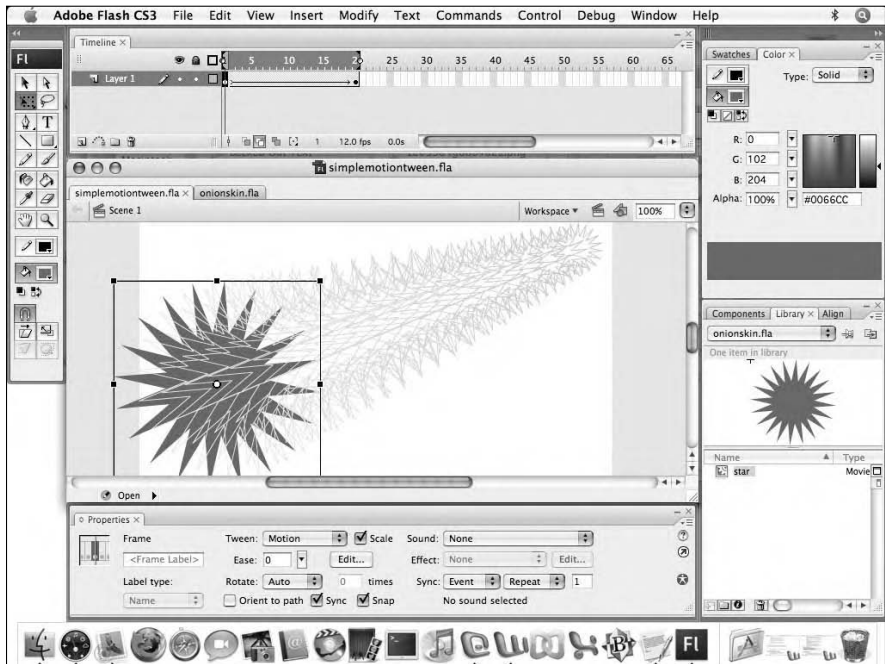 Adobe Flash CS3 File Edit View Insert Modify Text Commands Control Debug Window Help
Timeline ×
5 10 15 20 25 30 35 40 45 50 55 60 65
Layer 1
1 12.0 fps 0.0s
Fl
T
simplemotiontween.fla
simplemotiontween.fla × onionskin.fla
Scene 1 Workspace 100%
Open
Properties ×
Frame Tween: Motion Scale Sound: None
<Frame Label> Ease: 0 Edit... Effect: None Edit...
Label type: Rotate: Auto 0 times Sync: Event Repeat 1
Name Orient to path Sync Snap No sound selected
Swatches Color ×
Type: Solid
R: 0
G: 102
B: 204
Alpha: 100% #0066CC
Components Library × Align
onionskin.fla
One item in library
Name Type
star Movie
Fl